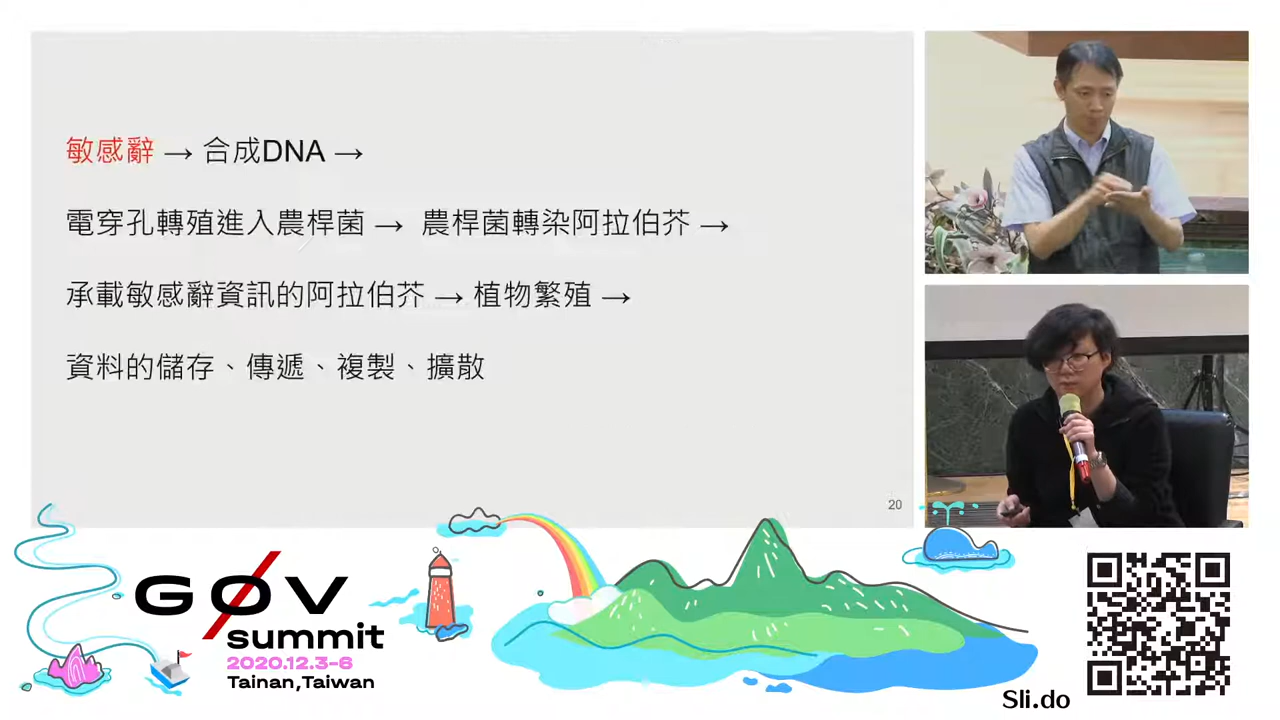 敏感辭 → 合成DNA →
電穿孔轉殖進入農桿菌 → 農桿菌轉染阿拉伯芥 →
承載敏感辭資訊的阿拉伯芥 → 植物繁殖 →
資料的儲存、傳遞、複製、擴散
20
GØV
summit
2020.12.3-6
Tainan,Taiwan
Sli.do